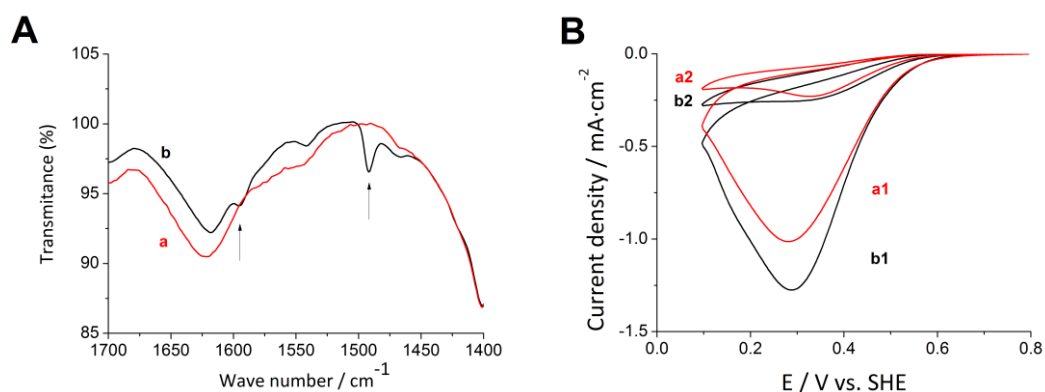 A
105
100
95
90
85
Transmitance (%)
b
a
1700
1650
1600
1550
1500
1450
1400
Wave number / cm-1
B
0.0
-0.5
-1.0
-1.5
Current density / mA·cm-2
a2
b2
a1
b1
0.0
0.2
0.4
0.6
0.8
E / V vs. SHE